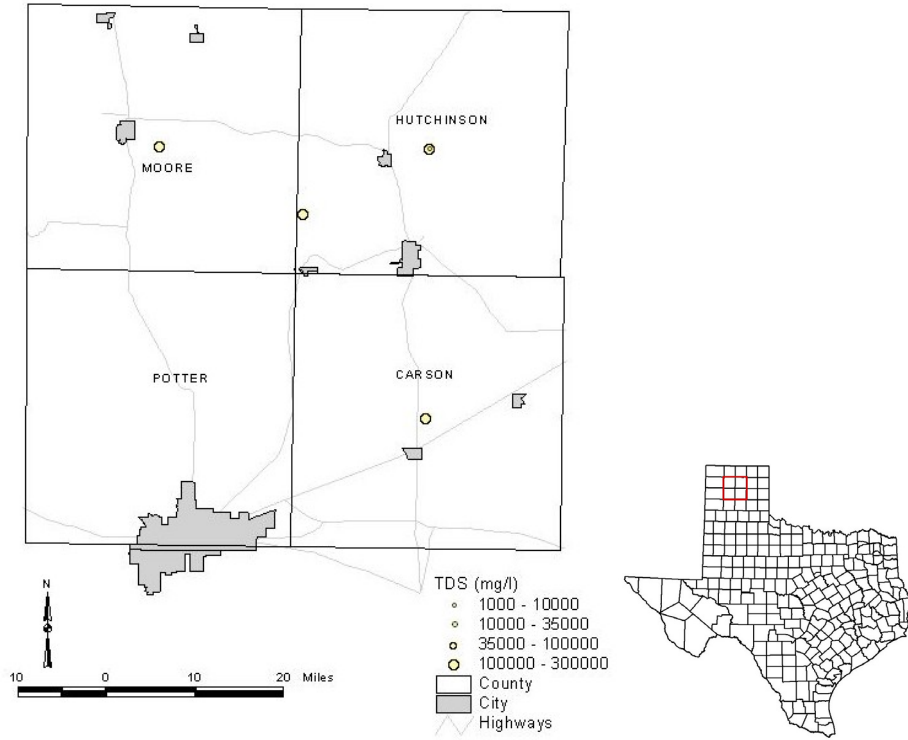 HUTCHINSON
MOORE
POTTER
CARSON
N
10 0 10 20 Miles
TDS (mg/l)
1000 - 10000
10000 - 35000
35000 - 100000
100000 - 300000
County
City
Highways